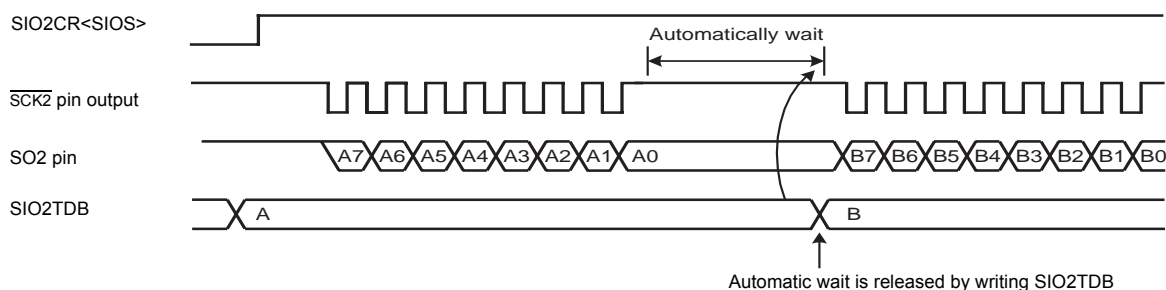 SIO2CR<SIOS>
Automatically wait
SCK2 pin output
SO2 pin
A7 A6 A5 A4 A3 A2 A1 A0 B7 B6 B5 B4 B3 B2 B1 B0
SIO2TDB
A B
Automatic wait is released by writing SIO2TDB